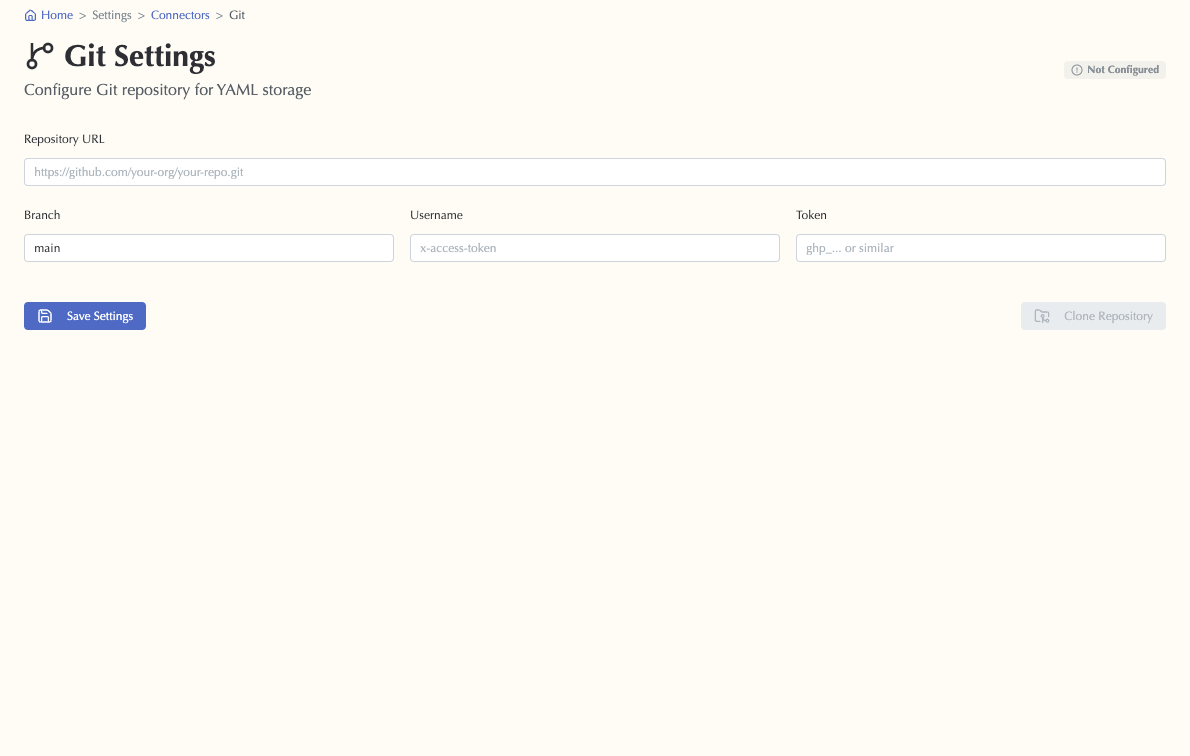 Home > Settings > Connectors > Git
Git Settings
Not Configured
Configure Git repository for YAML storage
Repository URL
https://github.com/your-org/your-repo.git
Branch Username Token
main x-access-token ghp_... or similar
Save Settings Clone Repository